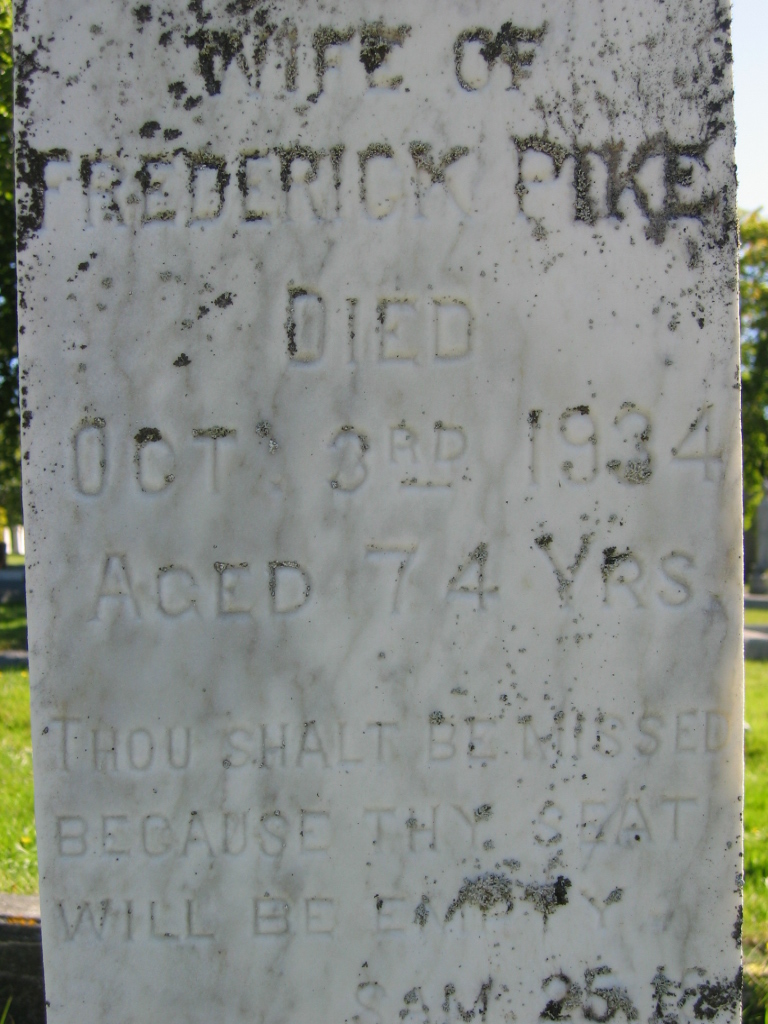 WIFE OF
FREDERICK PIKE
DIED
OCT. 3RD 1934
AGED 74 YRS.
THOU SHALT BE MISSED
BECAUSE THY SEAT
WILL BE EMPTY.
SAM